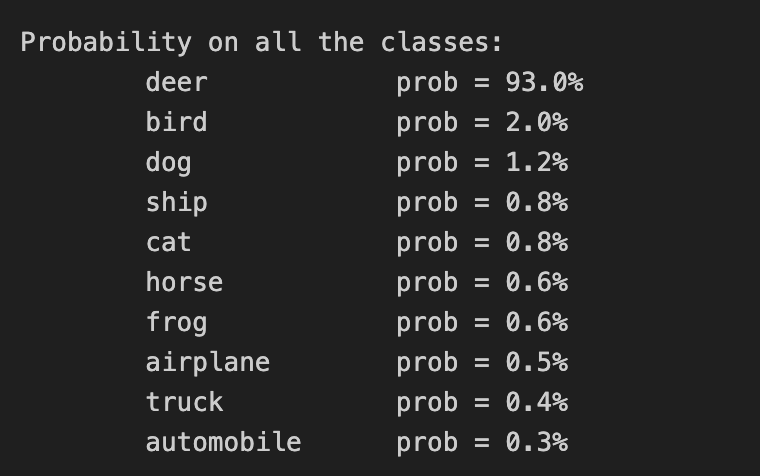 Probability on all the classes:
deer prob = 93.0%
bird prob = 2.0%
dog prob = 1.2%
ship prob = 0.8%
cat prob = 0.8%
horse prob = 0.6%
frog prob = 0.6%
airplane prob = 0.5%
truck prob = 0.4%
automobile prob = 0.3%